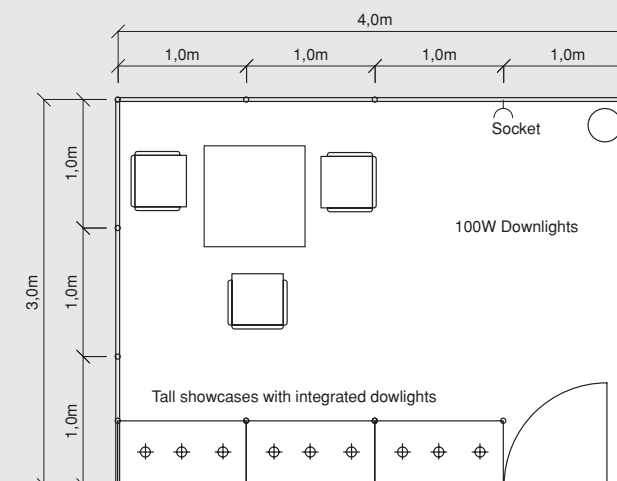 4,0m
1,0m 1,0m 1,0m 1,0m
Socket
1,0m
100W Downlights
3,0m
1,0m
Tall showcases with integrated dowlights
1,0m